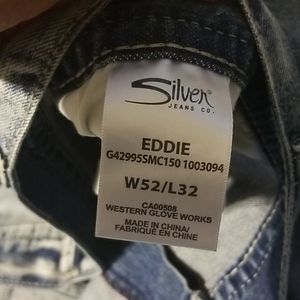 Silver
JEANS CO.
EDDIE
G42995SMC150 1003094
W52/L32
CA00508
WESTERN GLOVE WORKS
MADE IN CHINA/
FABRIQUÉ EN CHINE